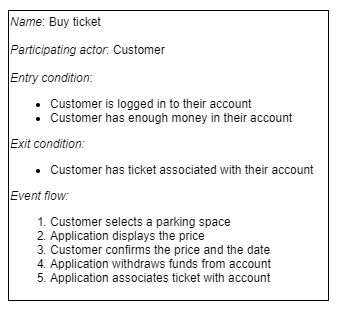 Name: Buy ticket
Participating actor: Customer
Entry condition:
• Customer is logged in to their account
• Customer has enough money in their account
Exit condition:
• Customer has ticket associated with their account
Event flow:
1. Customer selects a parking space
2. Application displays the price
3. Customer confirms the price and the date
4. Application withdraws funds from account
5. Application associates ticket with account